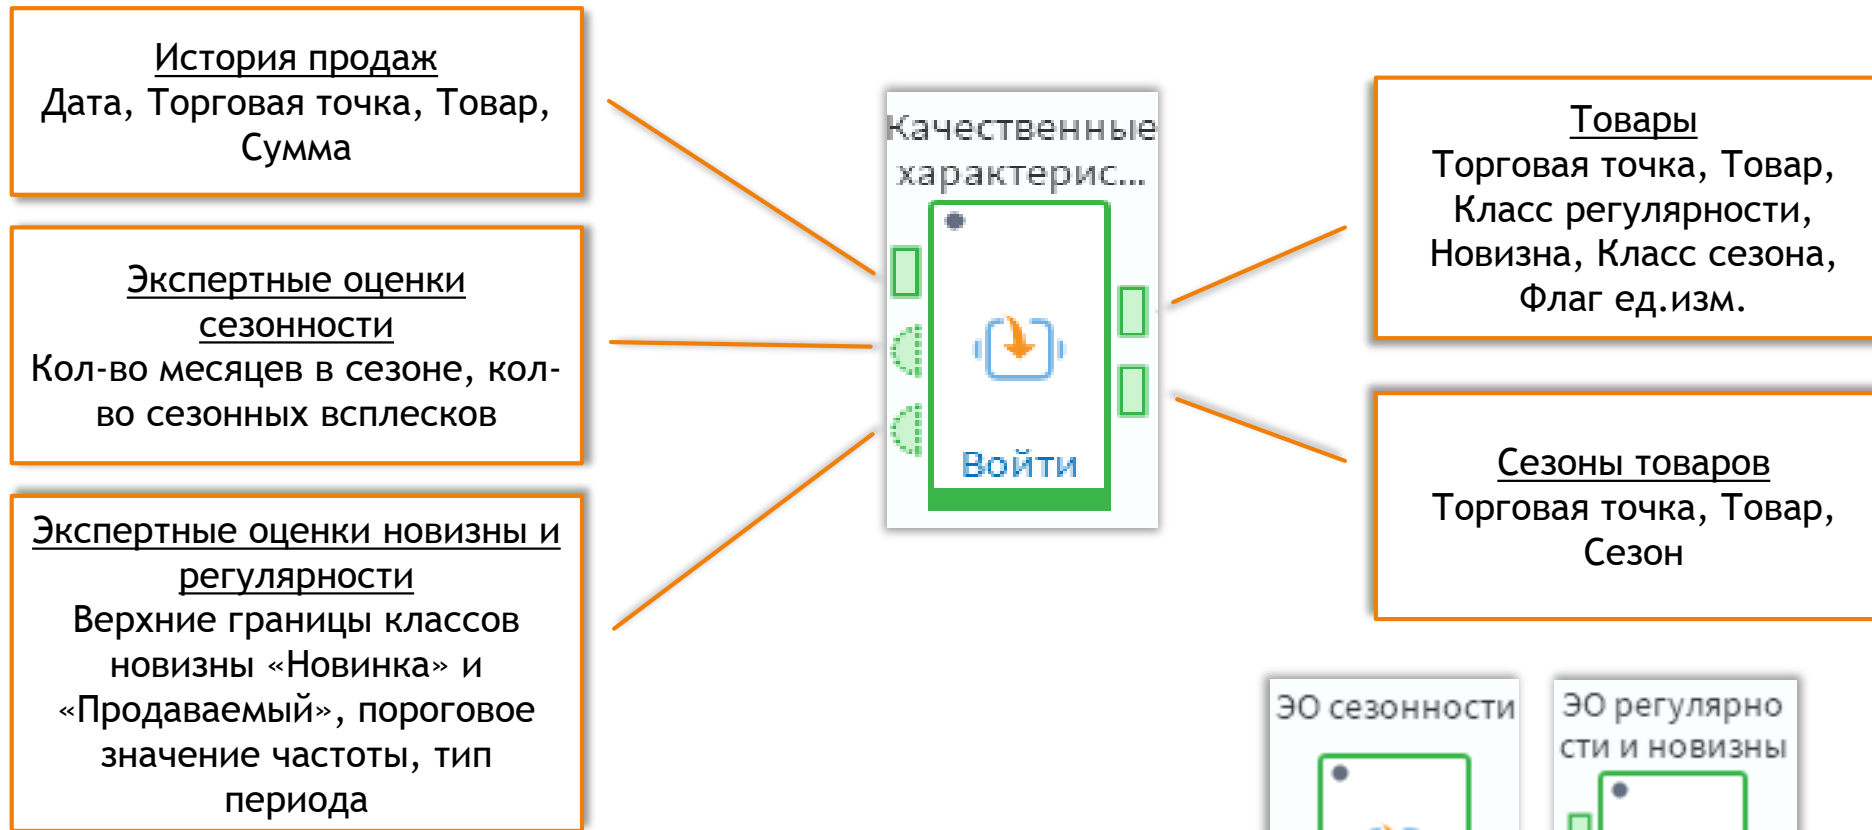 История продаж
Дата, Торговая точка, Товар,
Сумма
Экспертные оценки
сезонности
Кол-во месяцев в сезоне, кол-
во сезонных всплесков
Экспертные оценки новизны и
регулярности
Верхние границы классов
новизны «Новинка» и
«Продаваемый», пороговое
значение частоты, тип
периода
Качественные
характерис...
Войти
Товары
Торговая точка, Товар,
Класс регулярности,
Новизна, Класс сезона,
Флаг ед.изм.
Сезоны товаров
Торговая точка, Товар,
Сезон
ЭО сезонности
ЭО регулярно
сти и новизны